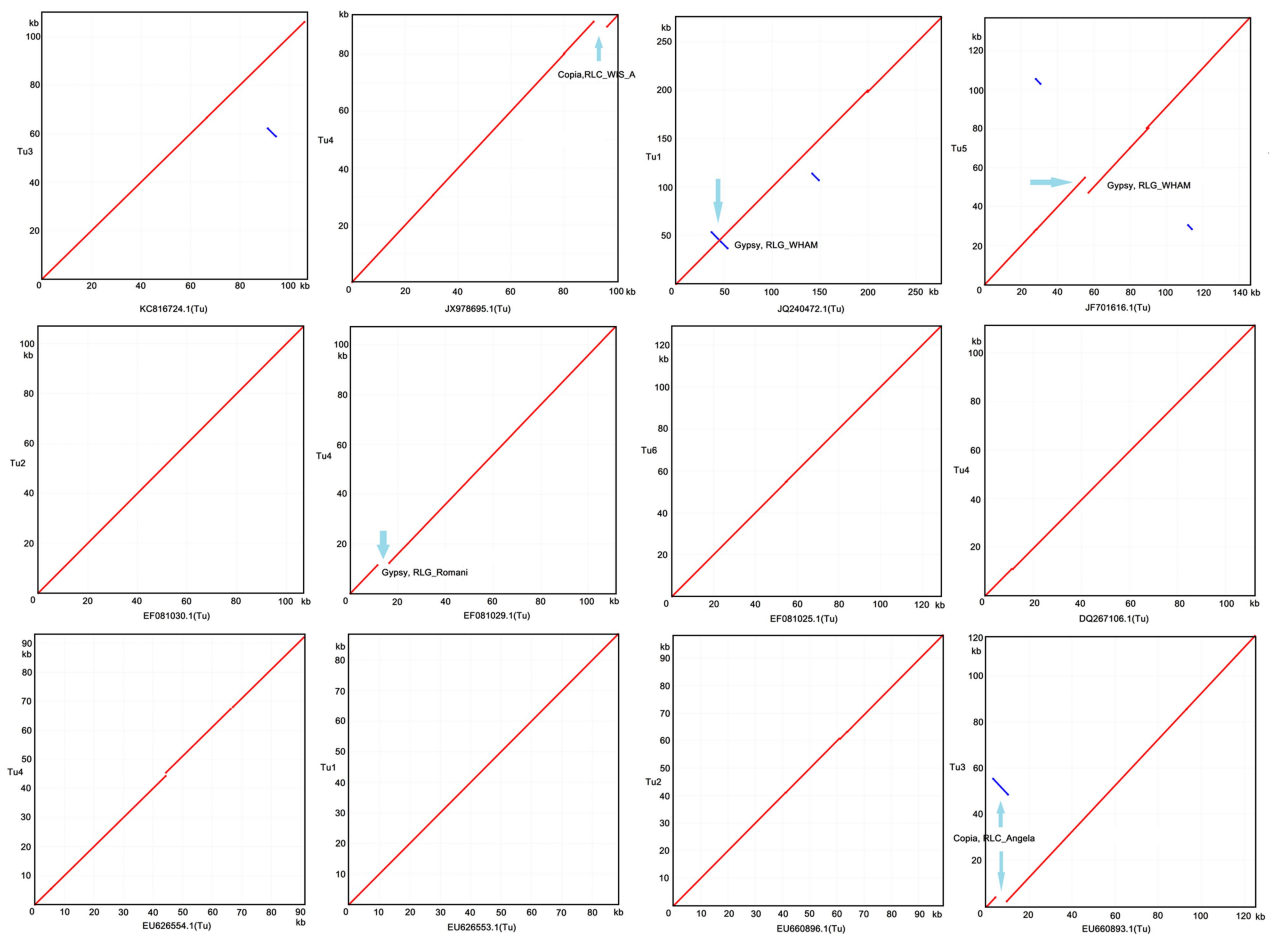 kb
100
80
60
Tu3
40
20
0 20 40 60 80 100 kb
KC816724.1(Tu)
kb
80
60
Tu4
40
20
Copia,RLC_WIS_A
0 20 40 60 80 100 kb
JX978695.1(Tu)
kb
250
200
150
Tu1
100
50
Gypsy, RLG_WHAM
0 50 100 150 200 250 kb
JQ240472.1(Tu)
kb
120
100
80
Tu5
60
40
20
Gypsy, RLG_WHAM
0 20 40 60 80 100 120 140 kb
JF701616.1(Tu)
100
kb
80
60
Tu2
40
20
0 20 40 60 80 100 kb
EF081030.1(Tu)
100
kb
80
60
Tu4
40
20
Gypsy, RLG_Romani
0 20 40 60 80 100 kb
EF081029.1(Tu)
120
kb
100
80
Tu6
60
40
20
0 20 40 60 80 100 120 kb
EF081025.1(Tu)
kb
100
80
60
Tu4
40
20
0 20 40 60 80 100 kb
DQ267106.1(Tu)
90
kb
80
70
60
50
Tu4
40
30
20
10
0 10 20 30 40 50 60 70 80 90
kb
EU626554.1(Tu)
kb
80
70
60
50
Tu1
40
30
20
10
0 10 20 30 40 50 60 70 80 kb
EU626553.1(Tu)
kb
90
80
70
60
50
Tu2
40
30
20
10
0 10 20 30 40 50 60 70 80 90 kb
EU660896.1(Tu)
120
kb
100
80
60
Tu3
40
20
Copia, RLC_Angela
0 20 40 60 80 100 120 kb
EU660893.1(Tu)